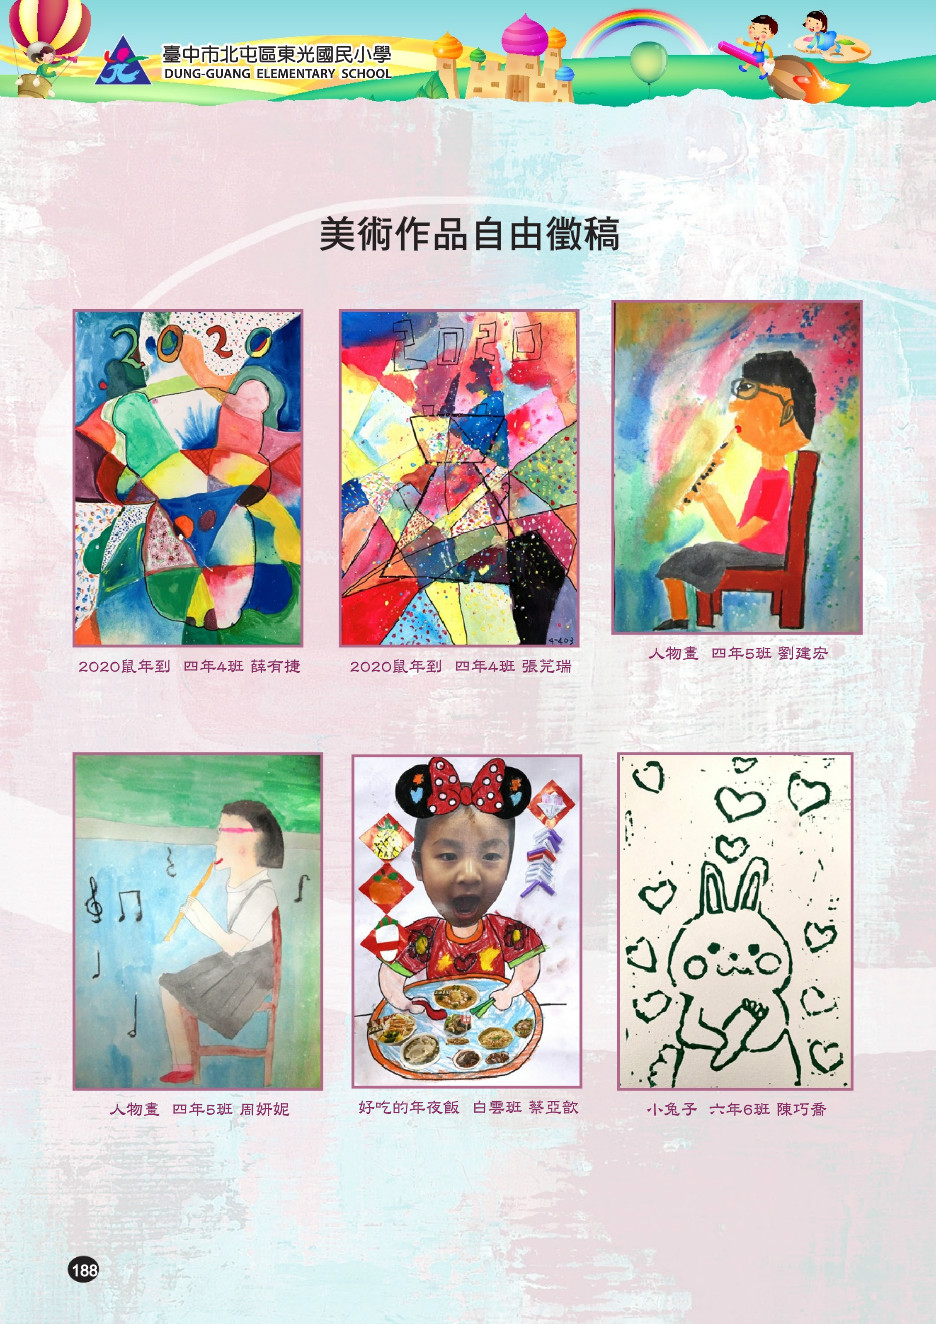 臺中市北屯區東光國民小學
DUNG-GUANG ELEMENTARY SCHOOL
美術作品自由徵稿
2020
2020
4-403
2020鼠年到 四年4班 薛宥捷
2020鼠年到 四年4班 張芫瑞
人物畫 四年5班 劉建宏
人物畫 四年5班 周妍妮
好吃的年夜飯 白雲班 蔡亞歆
小兔子 六年6班 陳巧喬
188